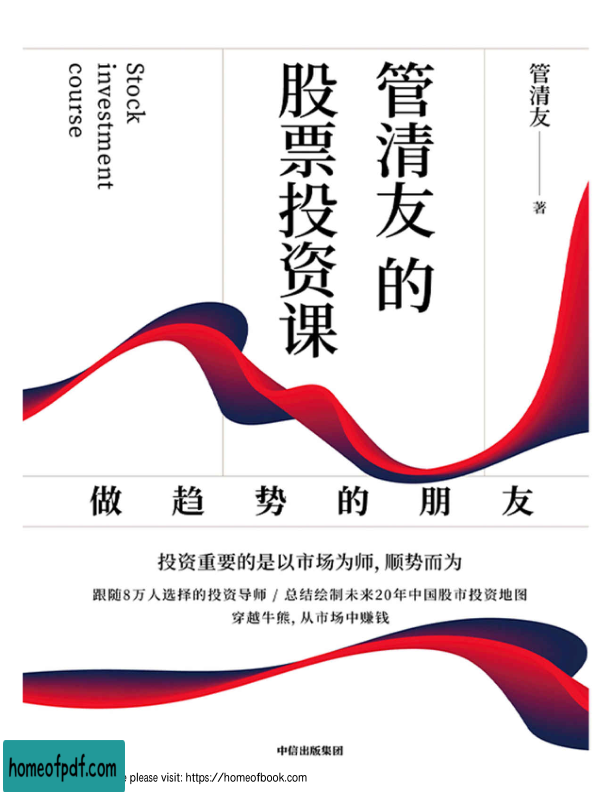 Stock
investment
course
管清友的
股票投资课
管清友 著
做趋势的朋友
投资重要的是以市场为师, 顺势而为
跟随8万人选择的投资导师 / 总结绘制未来20年中国股市投资地图
穿越牛熊, 从市场中赚钱
中信出版集团
homeofpdf.com
e please visit: https://homeofbook.com